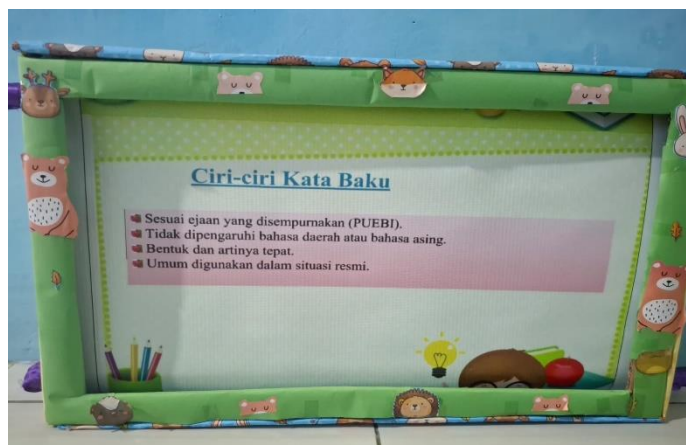 Ciri-ciri Kata Baku
Sesuai ejaan yang disempurnakan (PUEBI).
Tidak dipengaruhi bahasa daerah atau bahasa asing.
Bentuk dan artinya tepat.
Umum digunakan dalam situasi resmi.